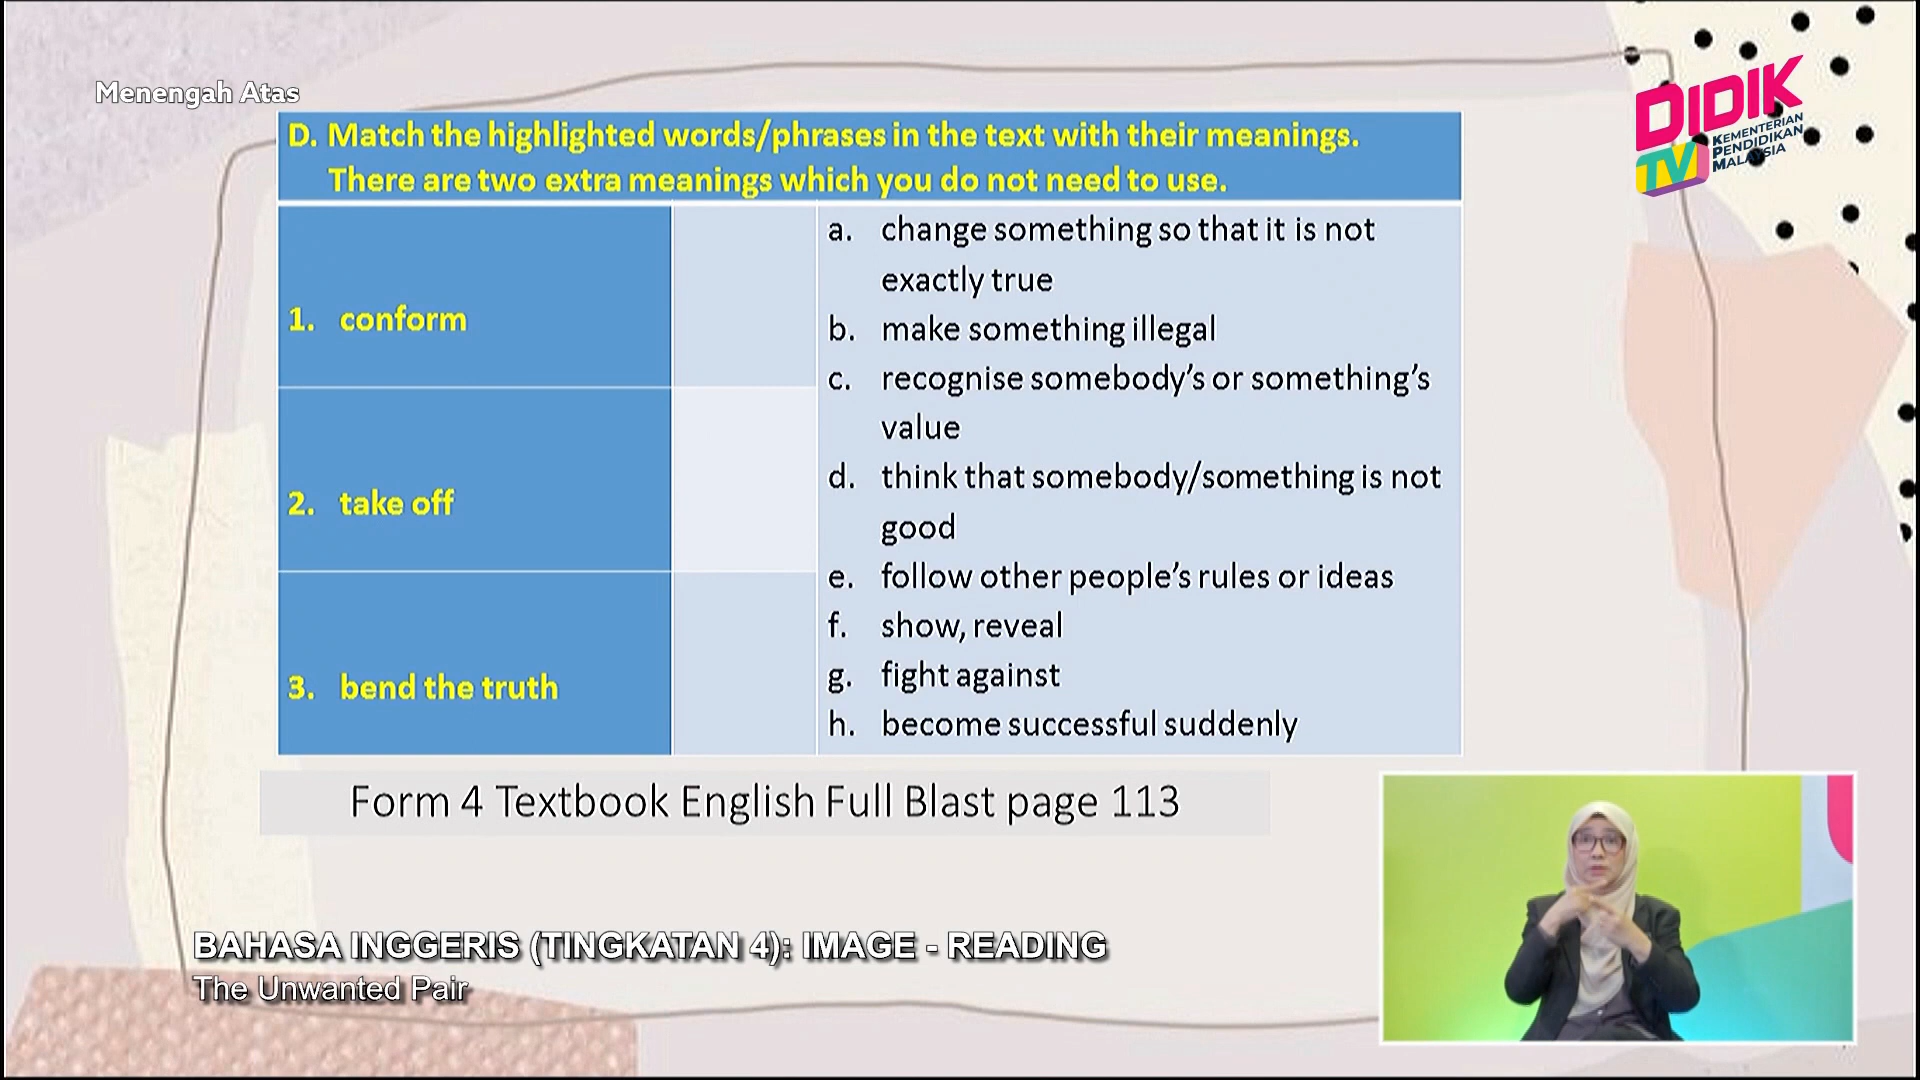 Menengah Atas
DIDIK
TV
KEMENTERIAN
PENDIDIKAN
MALAYSIA
D. Match the highlighted words/phrases in the text with their meanings.
There are two extra meanings which you do not need to use.
1. conform
2. take off
3. bend the truth
a. change something so that it is not
exactly true
b. make something illegal
c. recognise somebody’s or something’s
value
d. think that somebody/something is not
good
e. follow other people’s rules or ideas
f. show, reveal
g. fight against
h. become successful suddenly
Form 4 Textbook English Full Blast page 113
BAHASA INGGERIS (TINGKATAN 4): IMAGE - READING
The Unwanted Pair